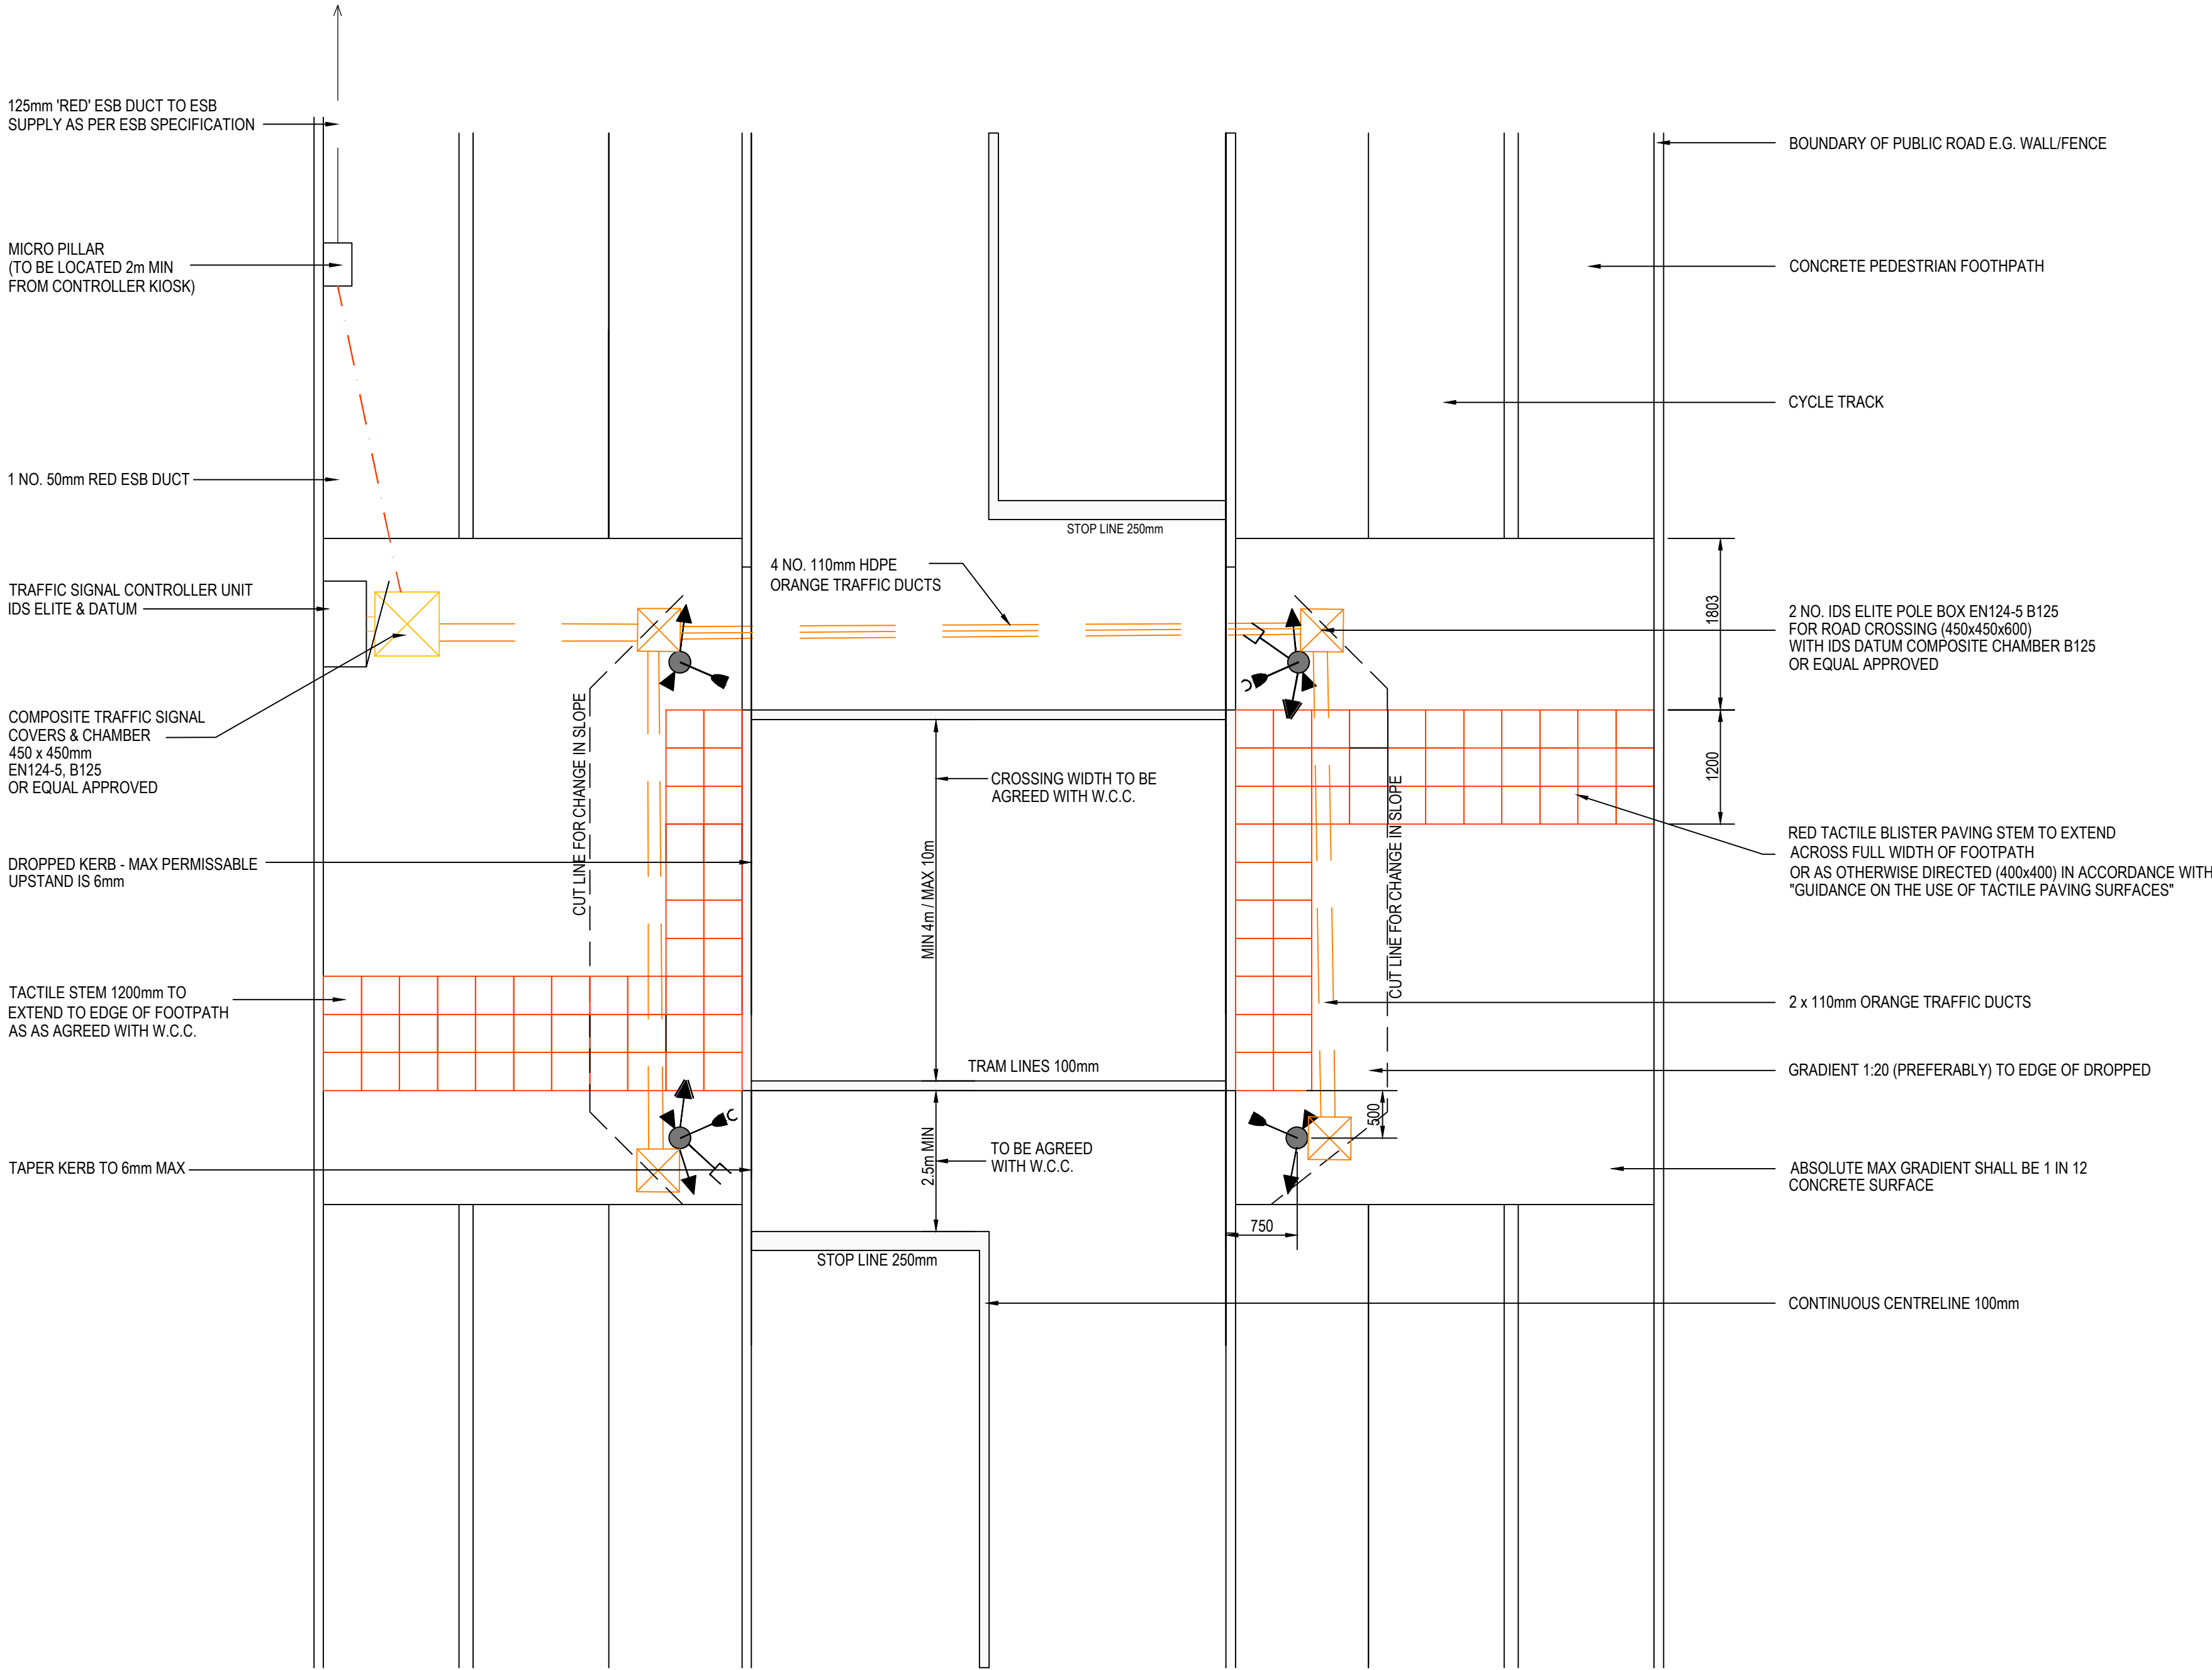 125mm 'RED' ESB DUCT TO ESB
SUPPLY AS PER ESB SPECIFICATION
MICRO PILLAR
(TO BE LOCATED 2m MIN
FROM CONTROLLER KIOSK)
1 NO. 50mm RED ESB DUCT
TRAFFIC SIGNAL CONTROLLER UNIT
IDS ELITE & DATUM
COMPOSITE TRAFFIC SIGNAL
COVERS & CHAMBER
450 x 450mm
EN124-5, B125
OR EQUAL APPROVED
DROPPED KERB - MAX PERMISSABLE
UPSTAND IS 6mm
TACTILE STEM 1200mm TO
EXTEND TO EDGE OF FOOTPATH
AS AS AGREED WITH W.C.C.
TAPER KERB TO 6mm MAX
CUT LINE FOR CHANGE IN SLOPE
4 NO. 110mm HDPE
ORANGE TRAFFIC DUCTS
STOP LINE 250mm
CROSSING WIDTH TO BE
AGREED WITH W.C.C.
MIN 4m / MAX 10m
TRAM LINES 100mm
2.5m MIN
TO BE AGREED
WITH W.C.C.
STOP LINE 250mm
CUT LINE FOR CHANGE IN SLOPE
500
750
1803
1200
BOUNDARY OF PUBLIC ROAD E.G. WALL/FENCE
CONCRETE PEDESTRIAN FOOTHPATH
CYCLE TRACK
2 NO. IDS ELITE POLE BOX EN124-5 B125
FOR ROAD CROSSING (450x450x600)
WITH IDS DATUM COMPOSITE CHAMBER B125
OR EQUAL APPROVED
RED TACTILE BLISTER PAVING STEM TO EXTEND
ACROSS FULL WIDTH OF FOOTPATH
OR AS OTHERWISE DIRECTED (400x400) IN ACCORDANCE WITH
"GUIDANCE ON THE USE OF TACTILE PAVING SURFACES"
2 x 110mm ORANGE TRAFFIC DUCTS
GRADIENT 1:20 (PREFERABLY) TO EDGE OF DROPPED
ABSOLUTE MAX GRADIENT SHALL BE 1 IN 12
CONCRETE SURFACE
CONTINUOUS CENTRELINE 100mm